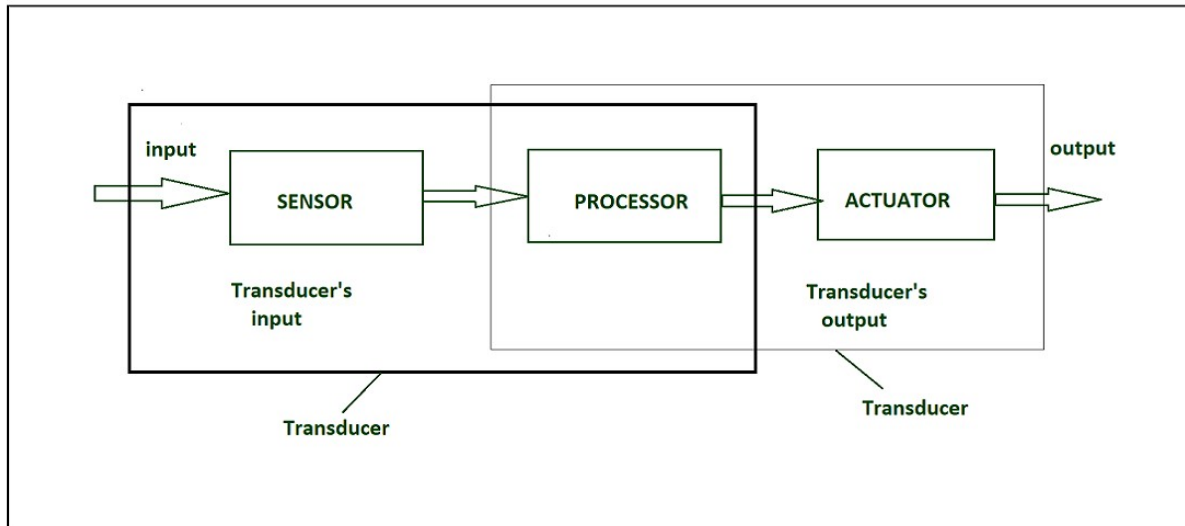 input
output
SENSOR
PROCESSOR
ACTUATOR
Transducer's
input
Transducer's
output
Transducer
Transducer